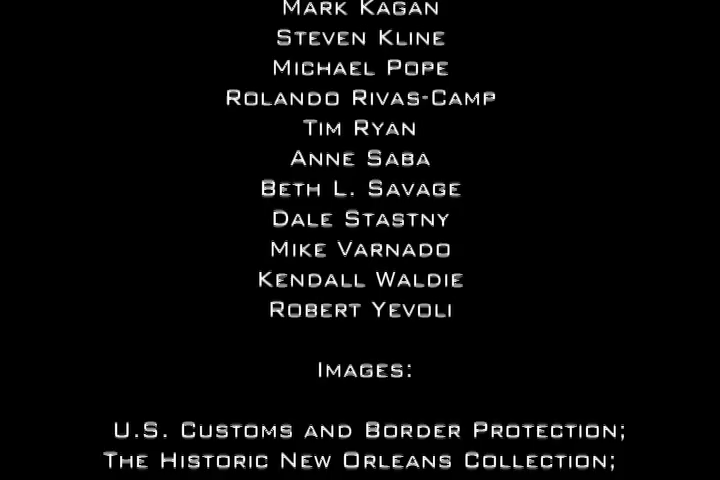 Mark Kagan
Steven Kline
Michael Pope
Rolando Rivas-Camp
Tim Ryan
Anne Saba
Beth L. Savage
Dale Stastny
Mike Varnado
Kendall Waldie
Robert Yevoli
Images:
U.S. Customs and Border Protection;
The Historic New Orleans Collection;